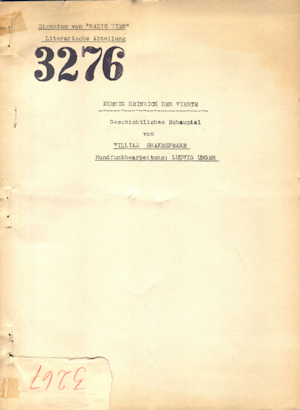 Eigentum von "RADIO WIEN"
Literarische Abteilung
3276
KOENIG HEINRICH DER VIERTE
Geschichtliches Schauspiel
von
WILLIAM SHAKESPEARE
Rundfunkbearbeitung: LUDWIG UNGER
3267